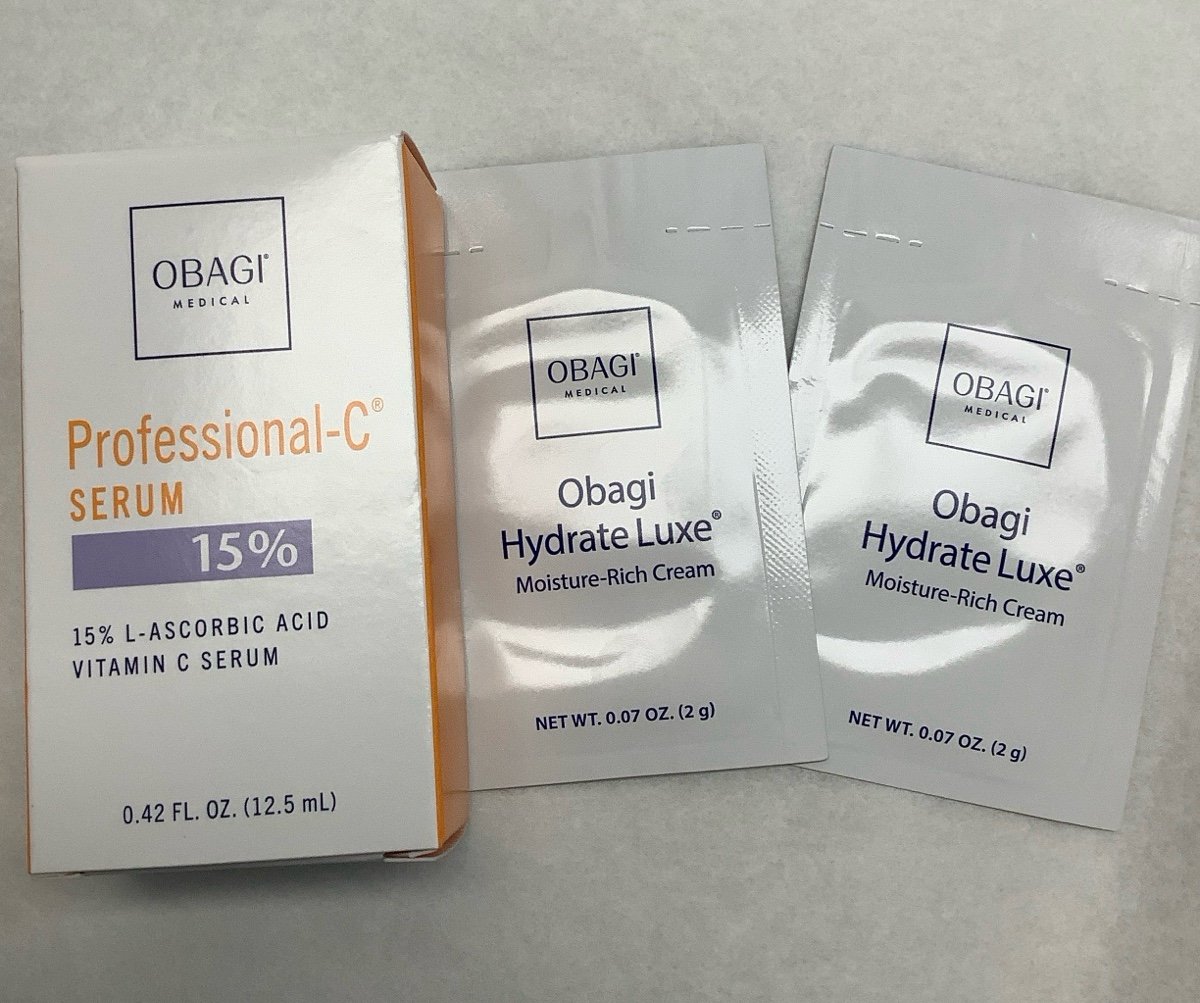 OBAGI®
MEDICAL
Professional-C®
SERUM
15%
15% L-ASCORBIC ACID
VITAMIN C SERUM
0.42 FL. OZ. (12.5 mL)
OBAGI®
MEDICAL
Obagi
Hydrate Luxe®
Moisture-Rich Cream
NET WT. 0.07 OZ. (2 g)
OBAGI®
MEDICAL
Obagi
Hydrate Luxe®
Moisture-Rich Cream
NET WT. 0.07 OZ. (2 g)